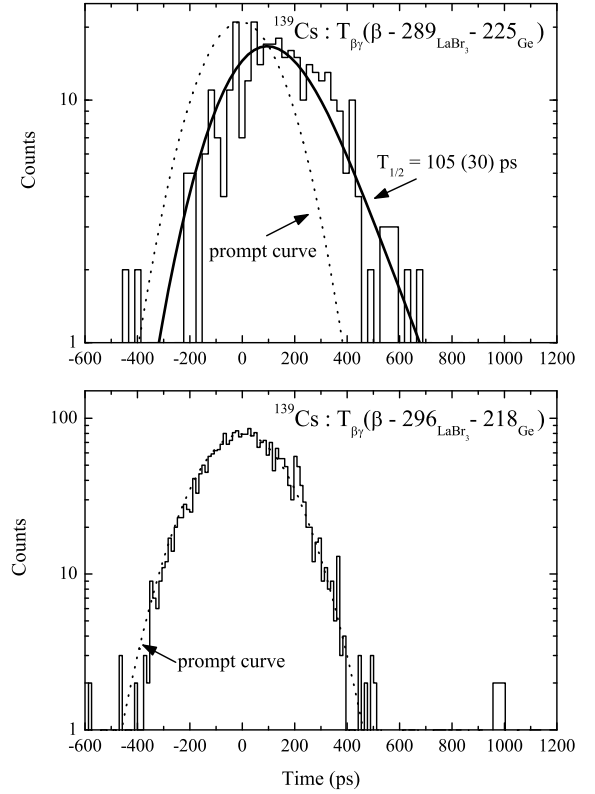 ¹³⁹Cs : T_βγ(β - 289_LaBr₃ - 225_Ge)
10
Counts
T_1/2 = 105 (30) ps
prompt curve
1
-600 -400 -200 0 200 400 600 800 1000 1200
¹³⁹Cs : T_βγ(β - 296_LaBr₃ - 218_Ge)
100
Counts
10
prompt curve
1
-600 -400 -200 0 200 400 600 800 1000 1200
Time (ps)